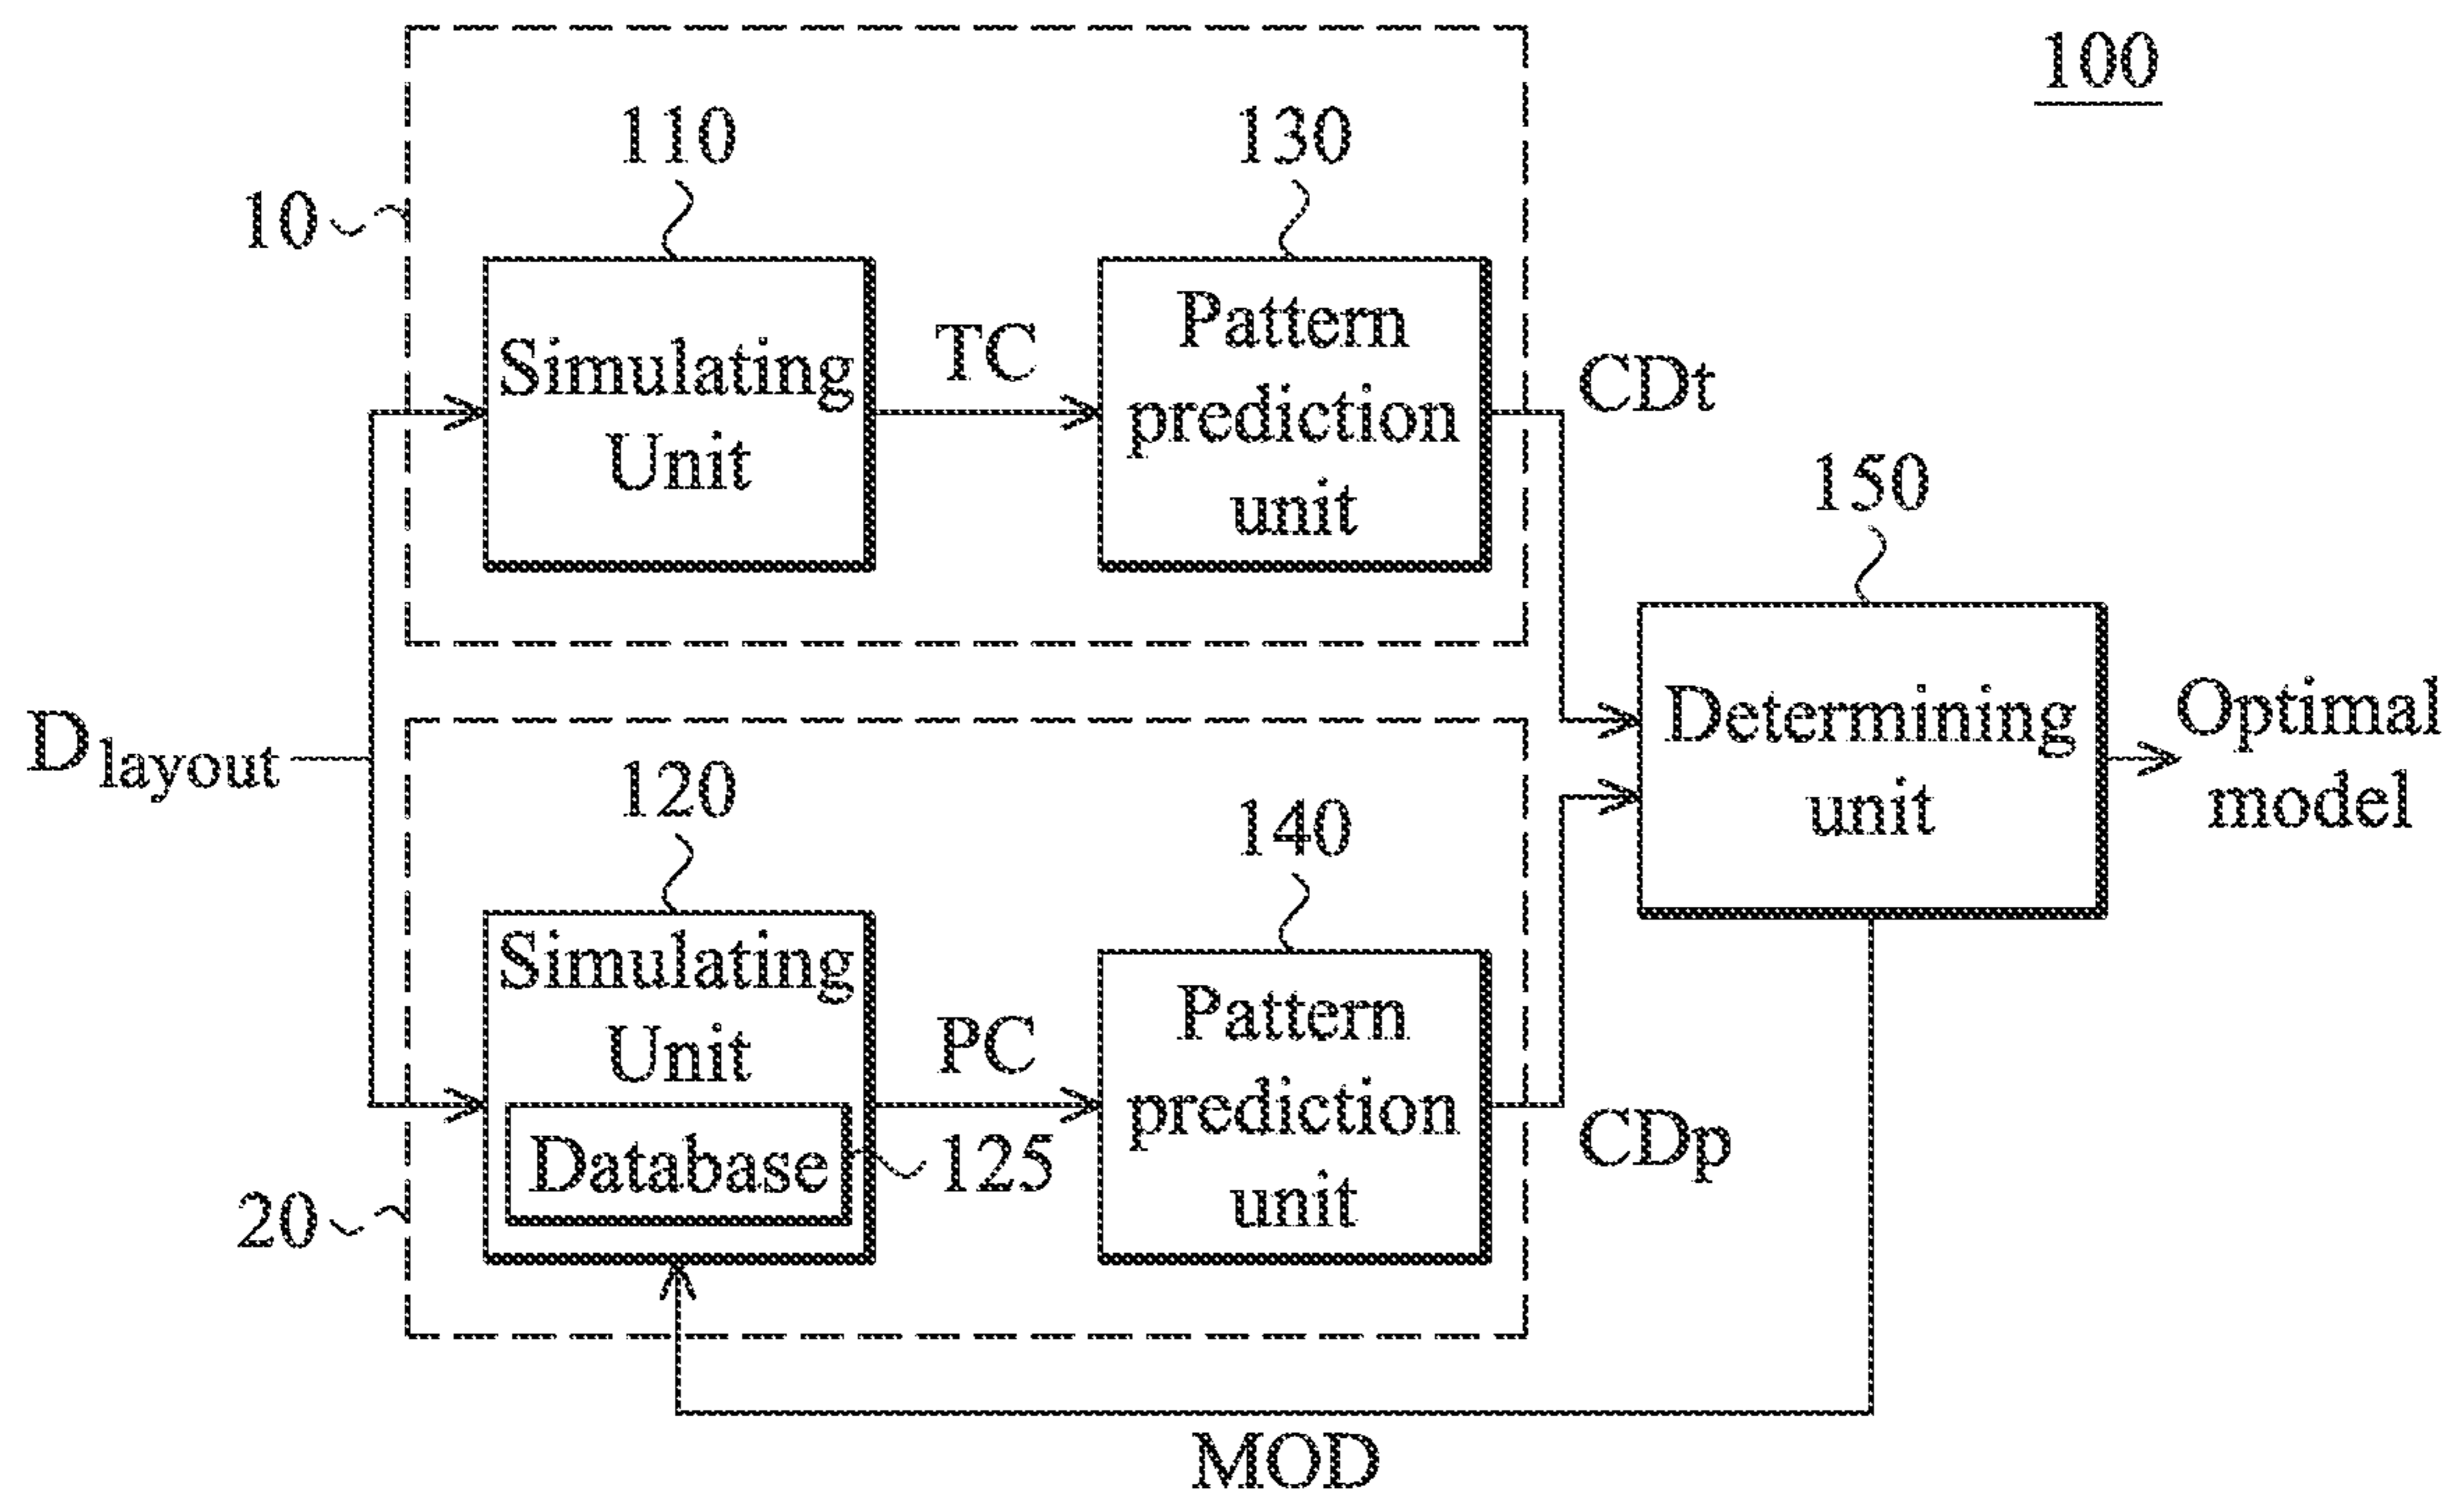 100
110
130
10
Simulating
Unit
TC
Pattern
prediction
unit
CDt
150
D layout
Determining
unit
Optimal
model
120
140
Simulating
Unit
Database
125
PC
Pattern
prediction
unit
CDp
20
MOD